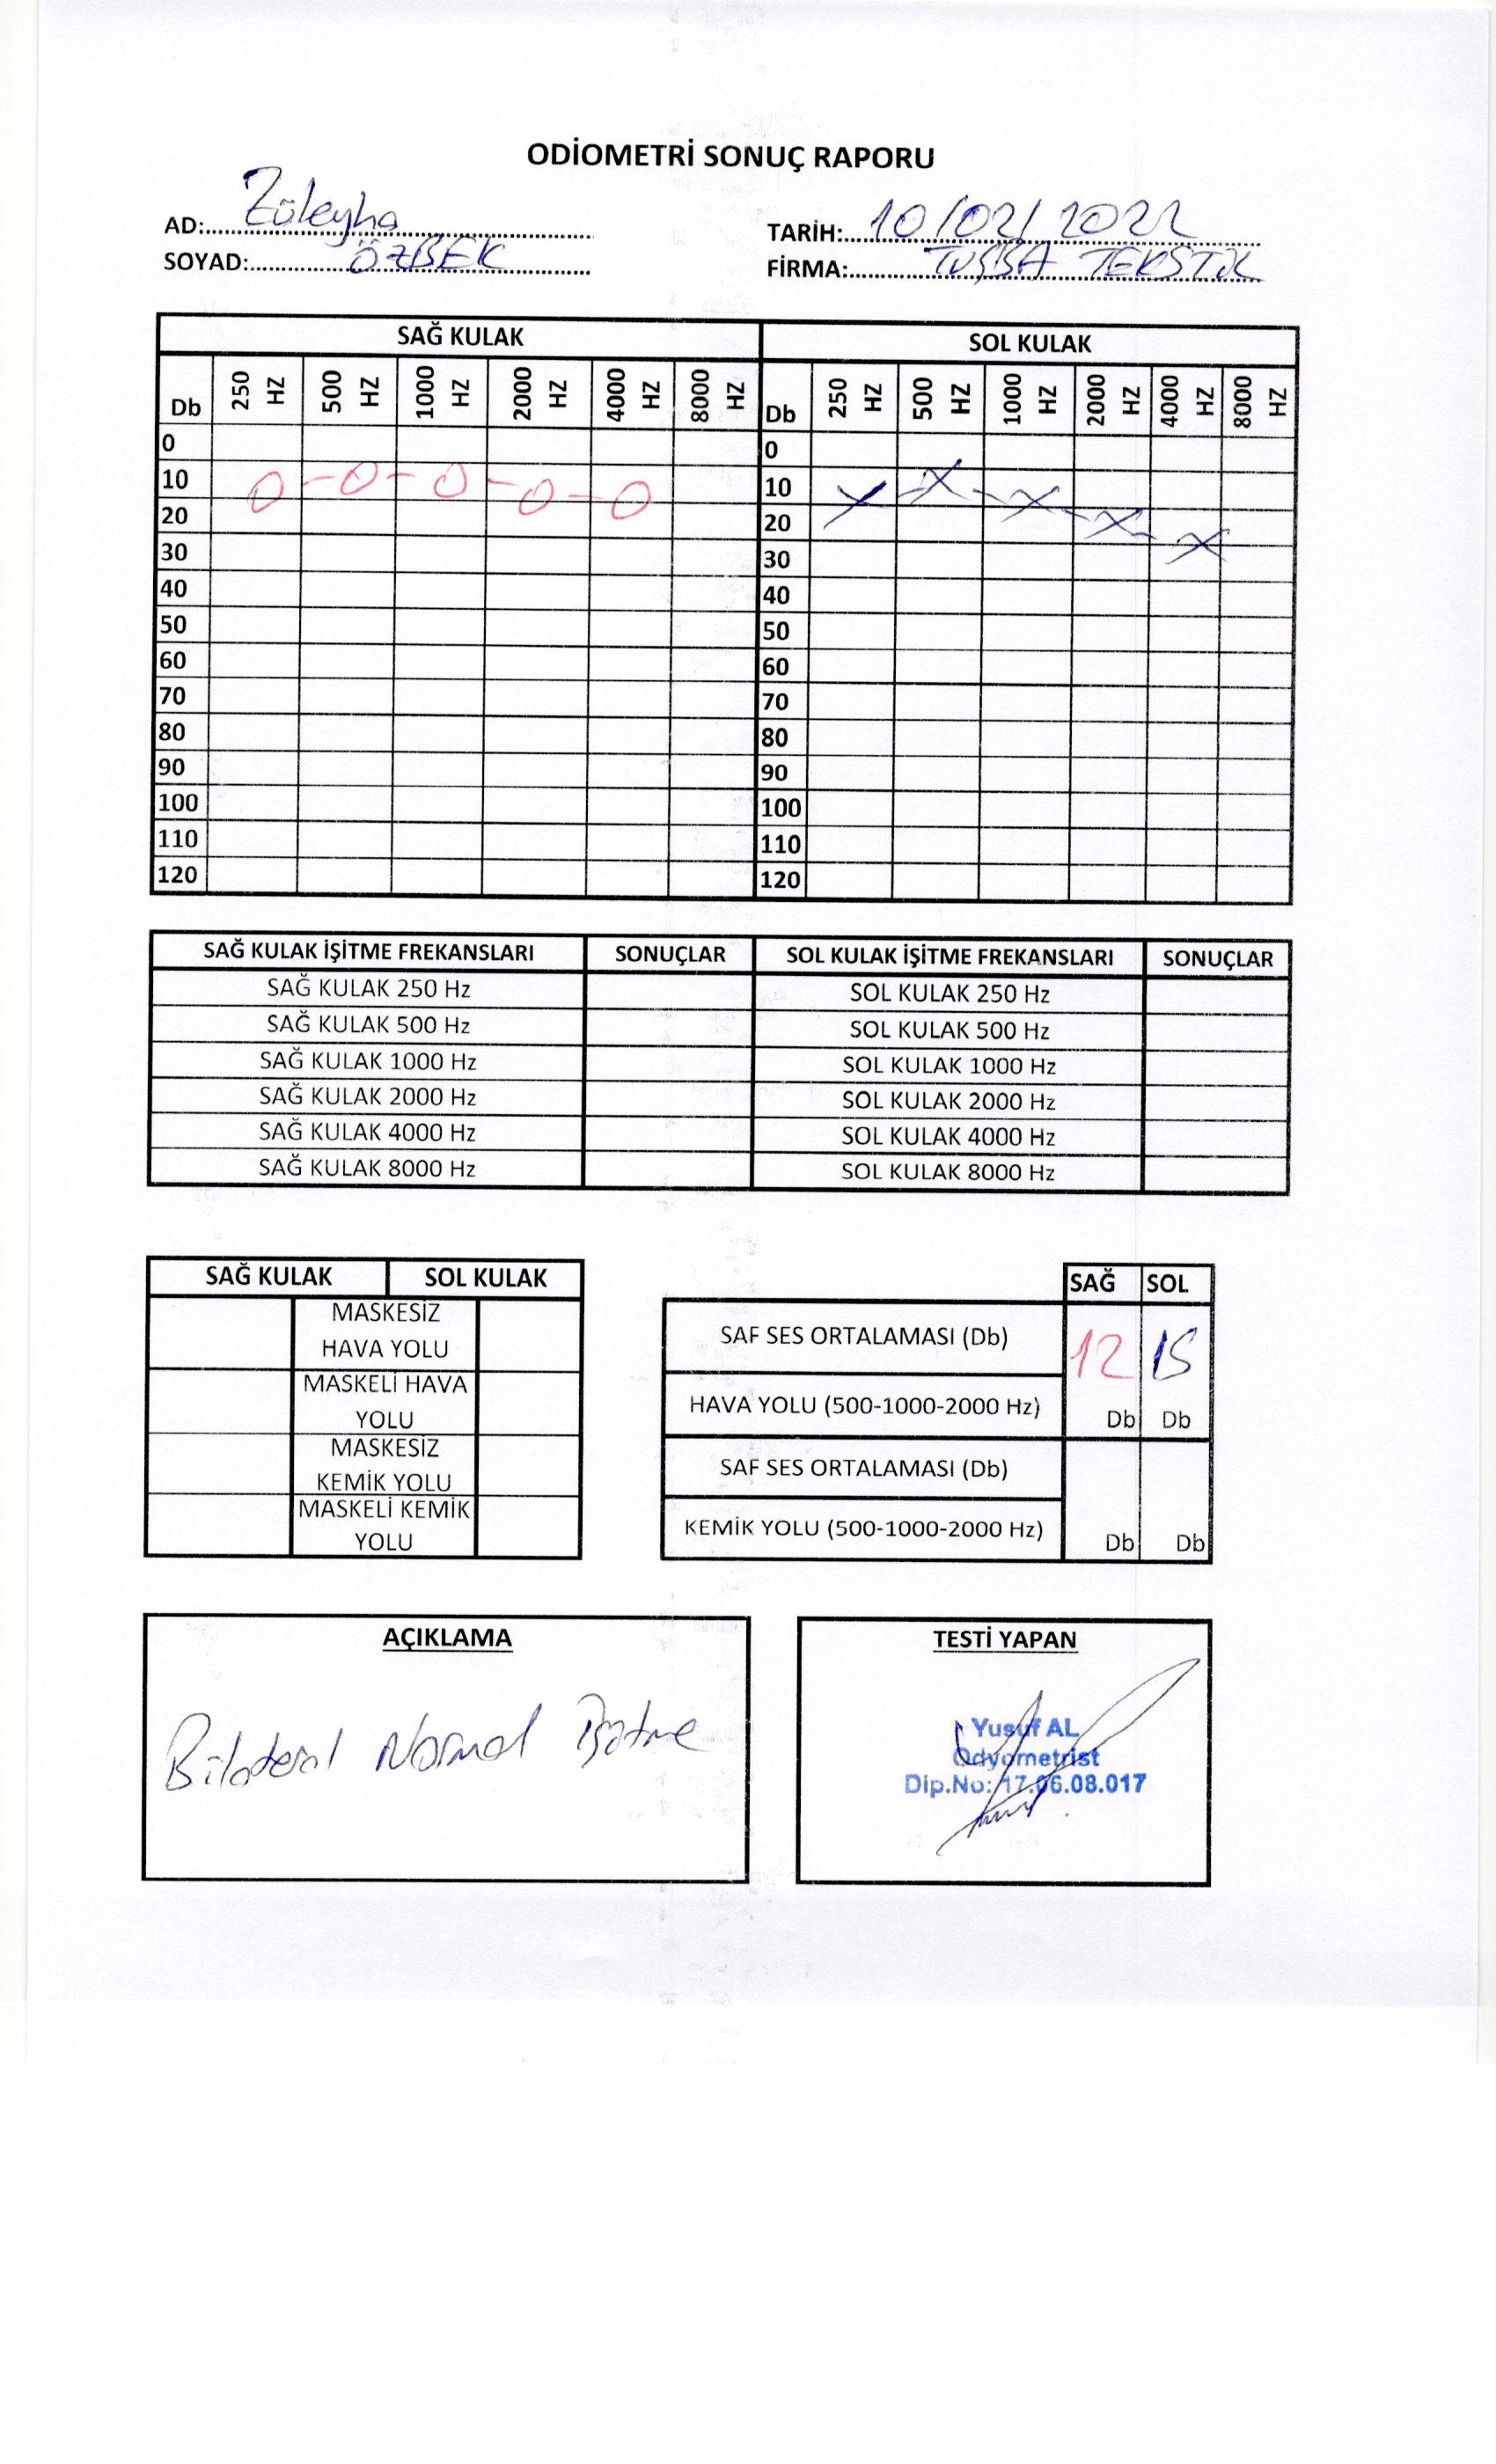 ODİOMETRİ SONUÇ RAPORU
AD: Züleyha
TARİH: 10/02/2022
SOYAD: ÖZBEK
FİRMA: TUŞBA TEKSTİL
SAĞ KULAK SOL KULAK
Db 250 HZ 500 HZ 1000 HZ 2000 HZ 4000 HZ 8000 HZ Db 250 HZ 500 HZ 1000 HZ 2000 HZ 4000 HZ 8000 HZ
0 0
10 10
20 20
30 30
40 40
50 50
60 60
70 70
80 80
90 90
100 100
110 110
120 120
SAĞ KULAK İŞİTME FREKANSLARI SONUÇLAR SOL KULAK İŞİTME FREKANSLARI SONUÇLAR
SAĞ KULAK 250 Hz SOL KULAK 250 Hz
SAĞ KULAK 500 Hz SOL KULAK 500 Hz
SAĞ KULAK 1000 Hz SOL KULAK 1000 Hz
SAĞ KULAK 2000 Hz SOL KULAK 2000 Hz
SAĞ KULAK 4000 Hz SOL KULAK 4000 Hz
SAĞ KULAK 8000 Hz SOL KULAK 8000 Hz
SAĞ KULAK SOL KULAK
MASKESİZ
HAVA YOLU
MASKELİ HAVA
YOLU
MASKESİZ
KEMİK YOLU
MASKELİ KEMİK
YOLU
SAĞ SOL
SAF SES ORTALAMASI (Db) 12 15
HAVA YOLU (500-1000-2000 Hz) Db Db
SAF SES ORTALAMASI (Db)
KEMİK YOLU (500-1000-2000 Hz) Db Db
AÇIKLAMA
Bilateral Normal İşitme
TESTİ YAPAN
Yusuf AL
Odyometrist
Dip.No: 17.06.08.017